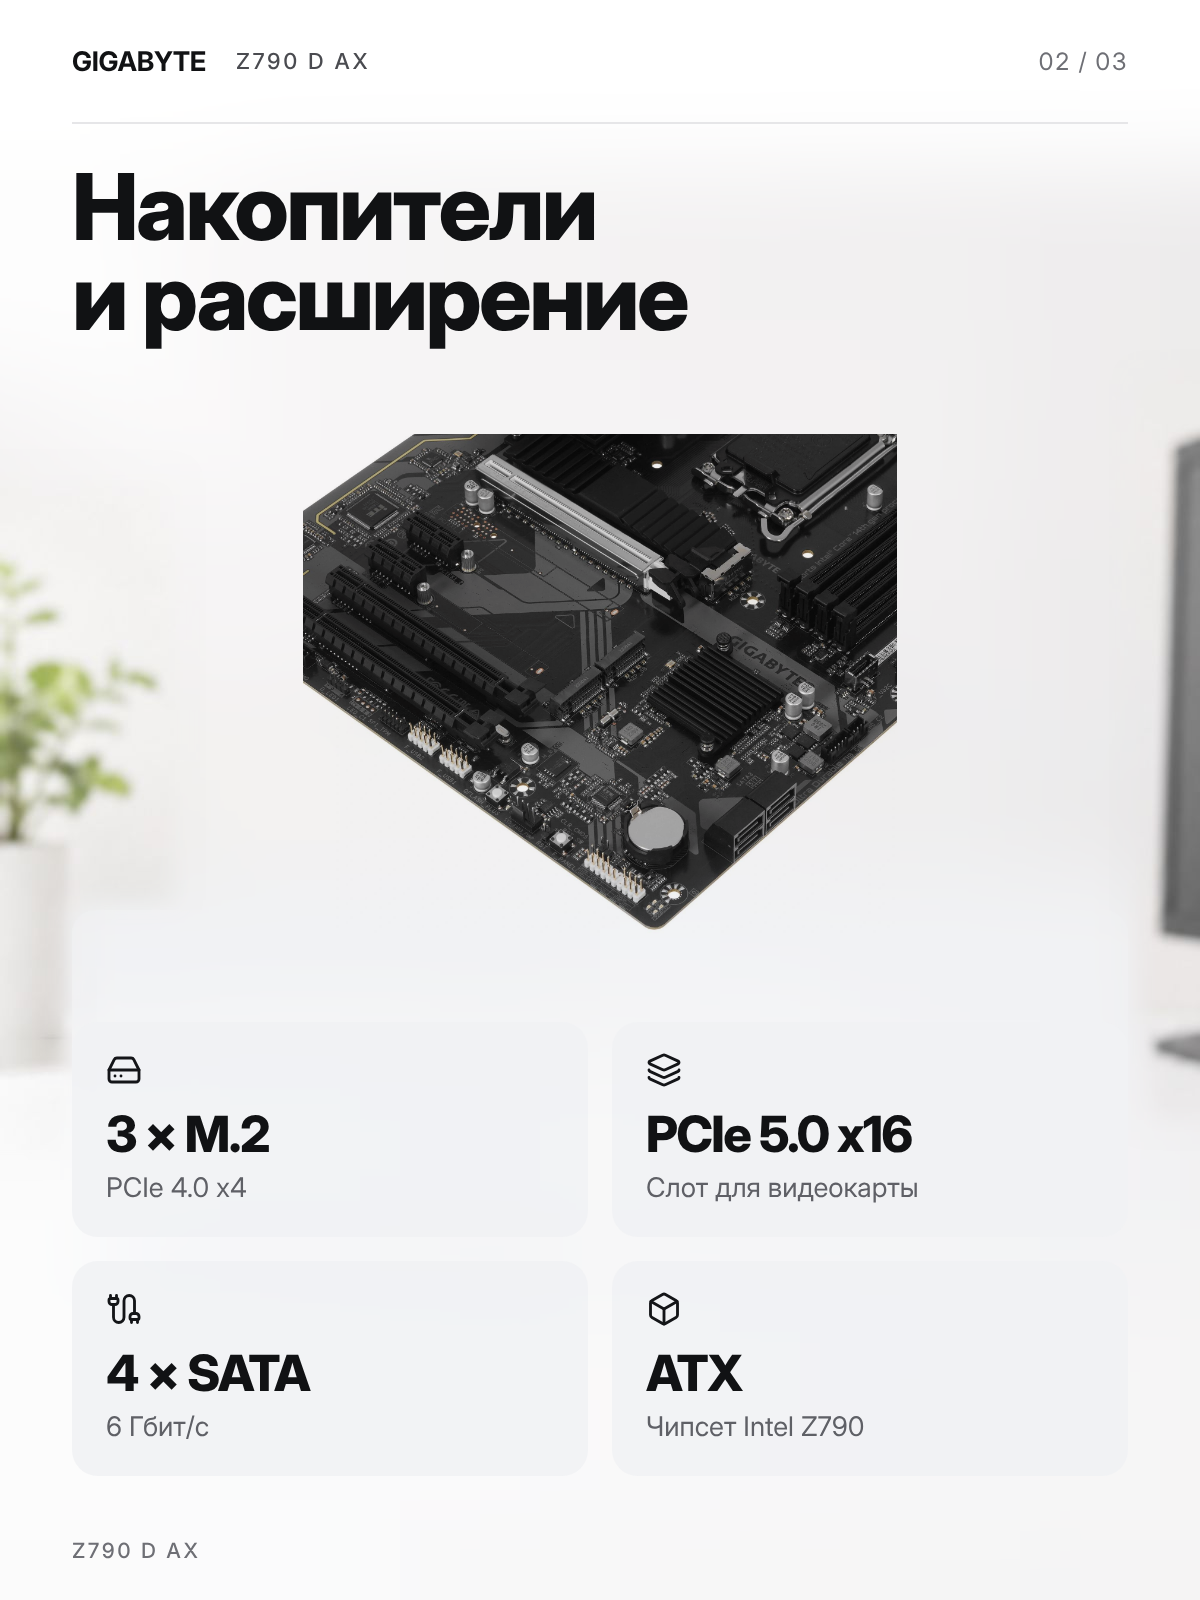 GIGABYTE Z790 D AX 02 / 03
Накопители
и расширение
GIGABYTE
3 × M.2
PCIe 4.0 x4
PCIe 5.0 x16
Слот для видеокарты
4 × SATA
6 Гбит/с
ATX
Чипсет Intel Z790
Z790 D AX